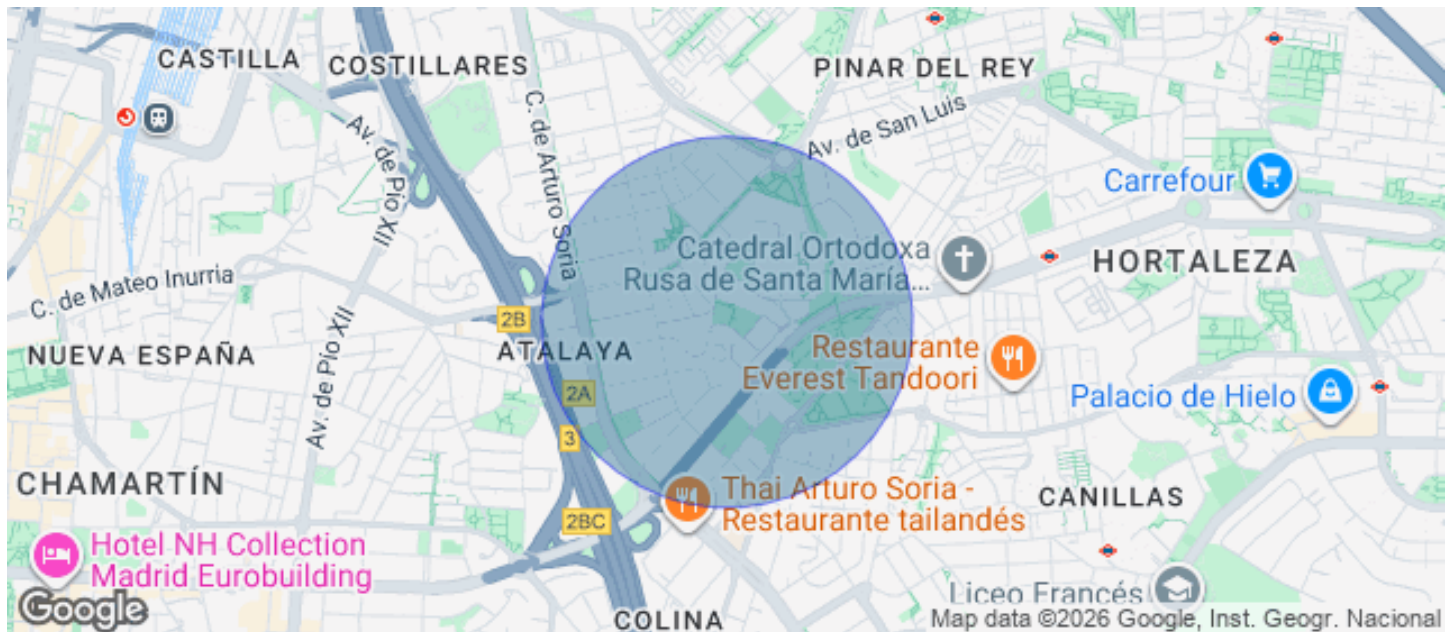 CASTILLA
COSTILLARES
PINAR DEL REY
Av. de Pío XII
C. de Arturo Soria
Av. de San Luis
Carrefour
Catedral Ortodoxa
Rusa de Santa María...
HORTALEZA
C. de Mateo Inurria
2B
NUEVA ESPAÑA
ATALAYA
Restaurante
Everest Tandoori
Av. de Pío XII
2A
Palacio de Hielo
3
CHAMARTÍN
Thai Arturo Soria -
Restaurante tailandés
CANILLAS
2BC
Hotel NH Collection
Madrid Eurobuilding
Liceo Francés
Google
COLINA
Map data ©2026 Google, Inst. Geogr. Nacional